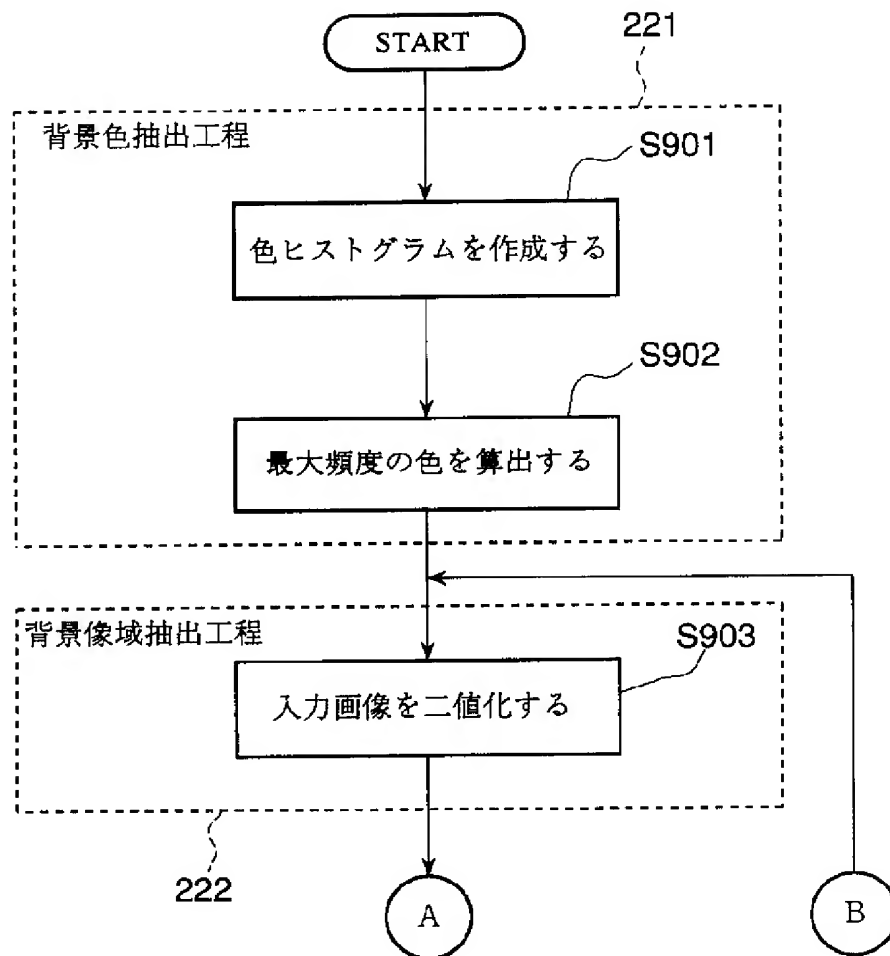 START
221
背景色抽出工程
S901
色ヒストグラムを作成する
S902
最大頻度の色を算出する
背景像域抽出工程
S903
入力画像を二値化する
222
A
B